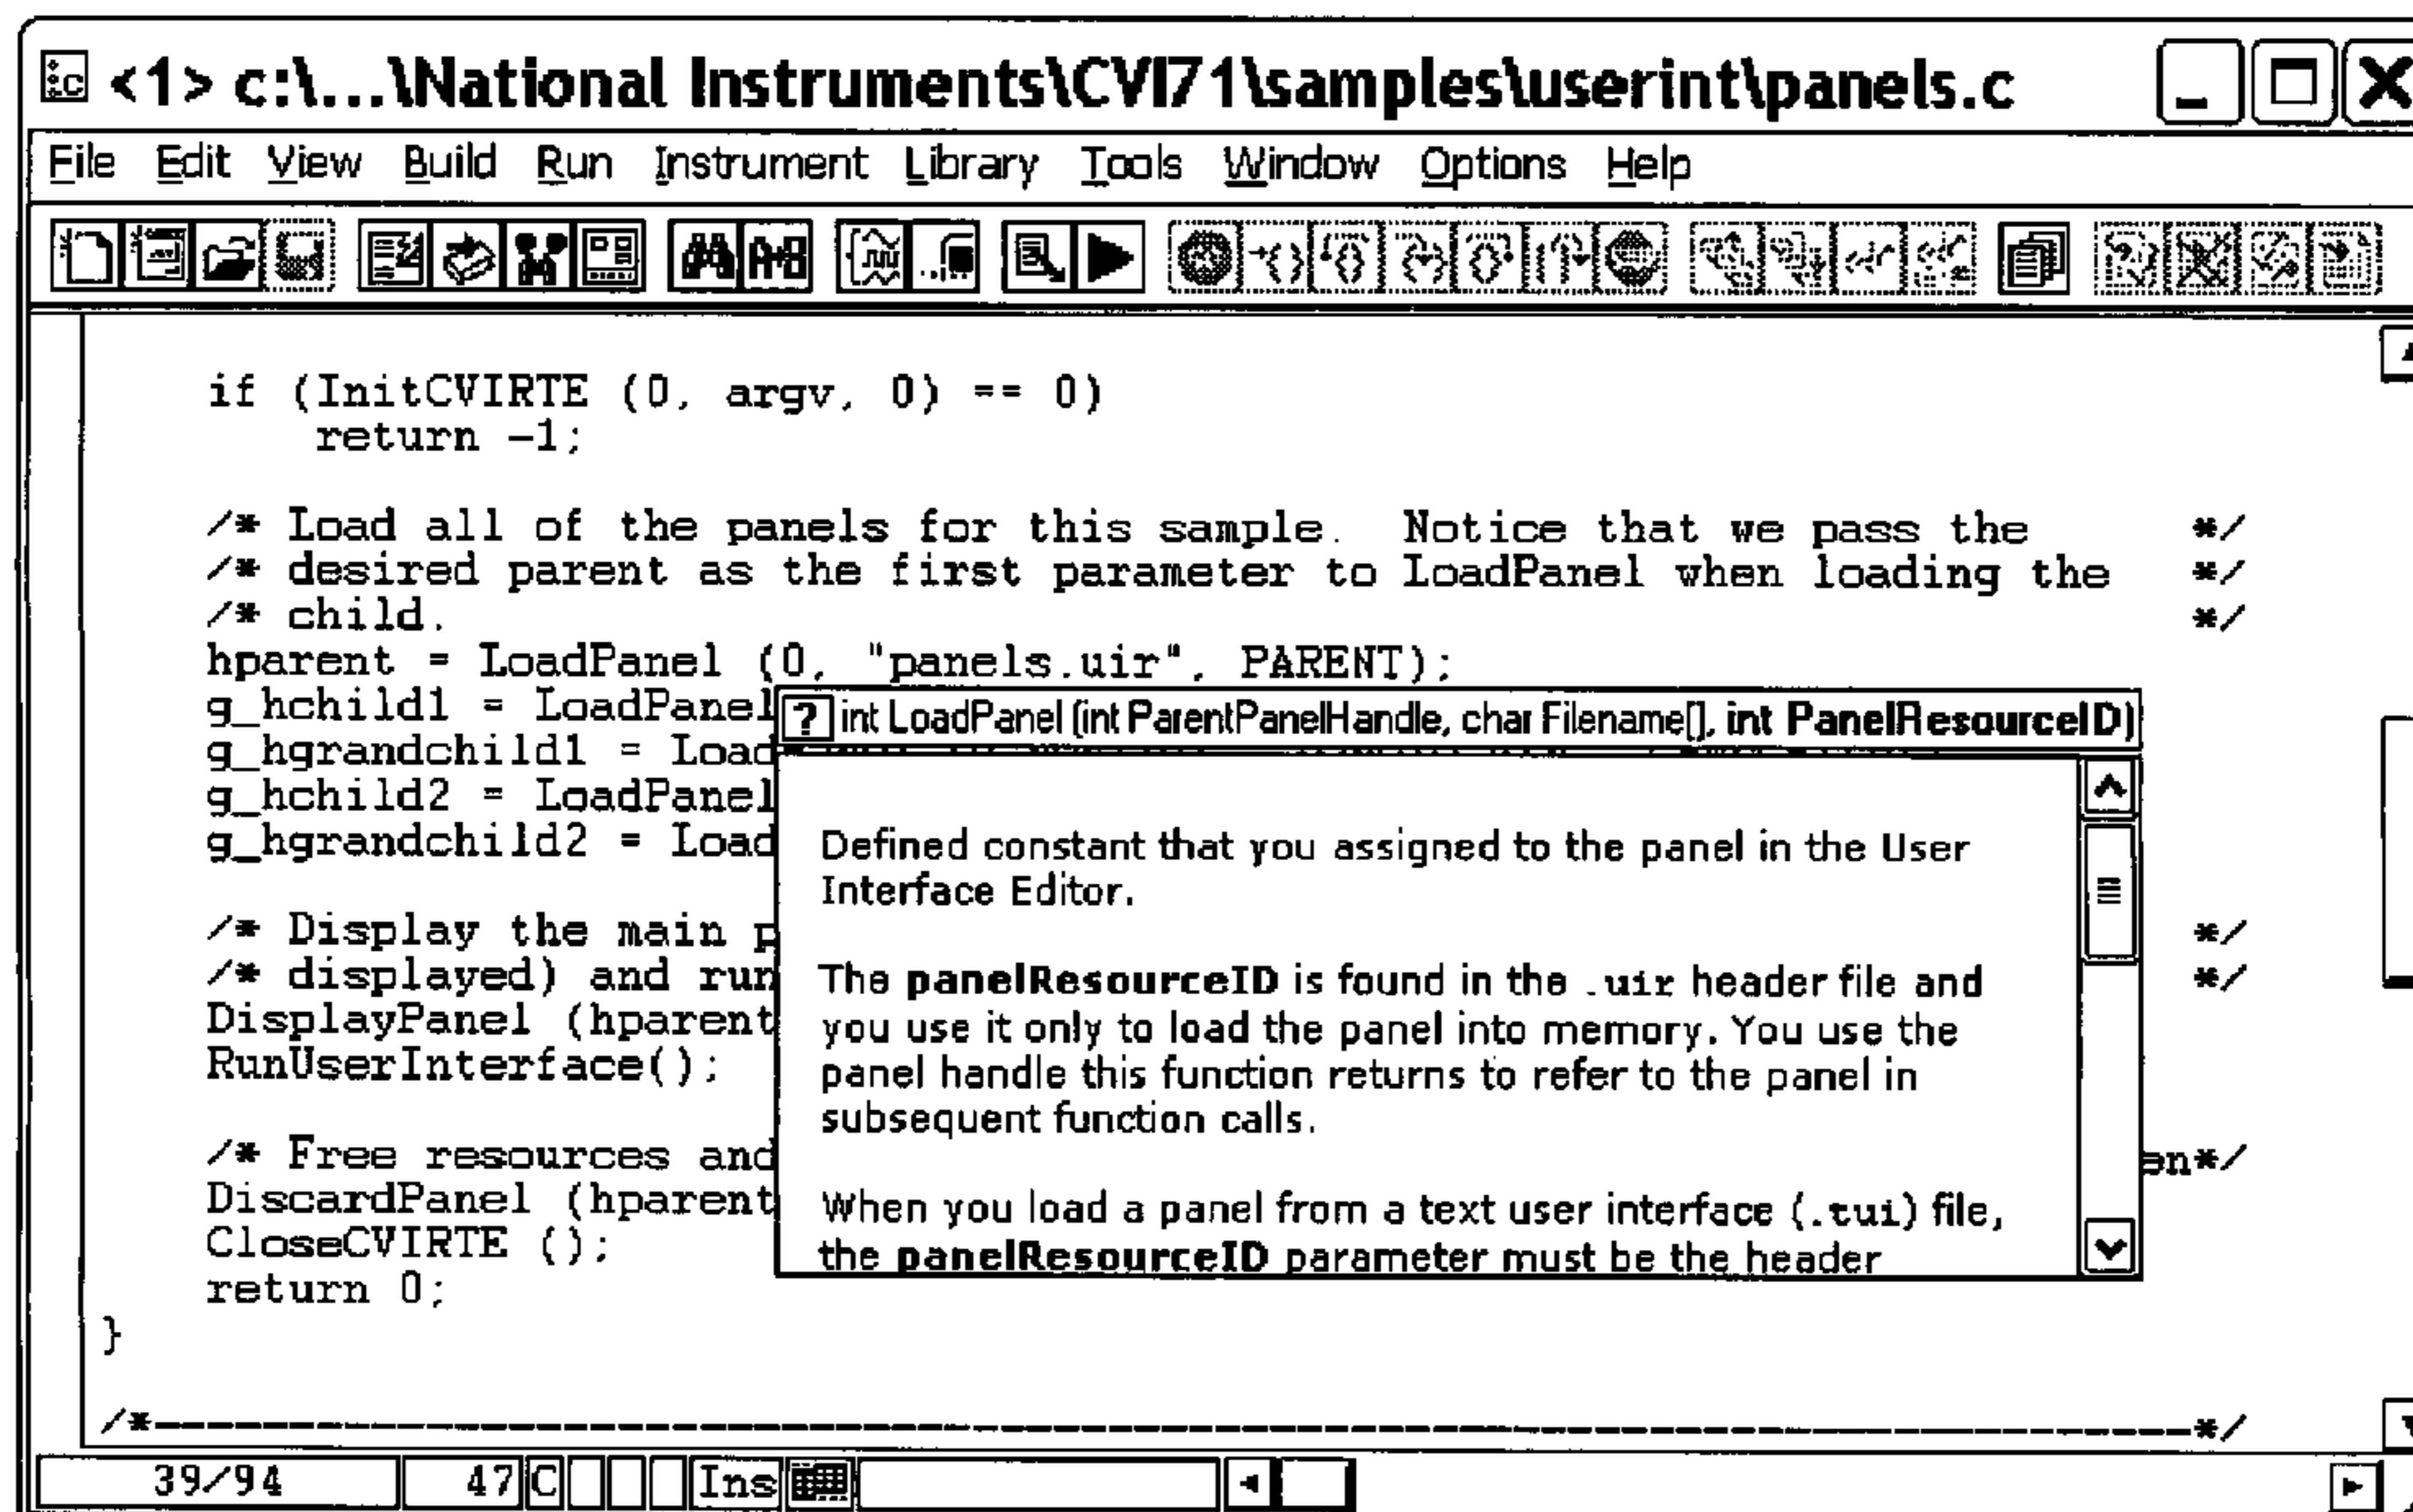 <1> c:\...\National Instruments\CVI71\samples\userint\panels.c
File Edit View Build Run Instrument Library Tools Window Options Help
if (InitCVIRTE (0, argv, 0) == 0)
return -1;
/* Load all of the panels for this sample.  Notice that we pass the */
/* desired parent as the first parameter to LoadPanel when loading the */
/* child. */
hparent = LoadPanel (0, "panels.uir", PARENT);
g_hchild1 = LoadPanel
g_hgrandchild1 = Load
g_hchild2 = LoadPanel
g_hgrandchild2 = Load
? int LoadPanel (int ParentPanelHandle, char Filename[], int PanelResourceID)
Defined constant that you assigned to the panel in the User
Interface Editor.
The panelResourceID is found in the .uir header file and
you use it only to load the panel into memory. You use the
panel handle this function returns to refer to the panel in
subsequent function calls.
When you load a panel from a text user interface (.tui) file,
the panelResourceID parameter must be the header
/* Display the main */
/* displayed) and run */
DisplayPanel (hparent
RunUserInterface();
/* Free resources and en*/
DiscardPanel (hparent
CloseCVIRTE ();
return 0;
}
/*----------------------------------------------------------------------------*/
39/94 47 C Ins